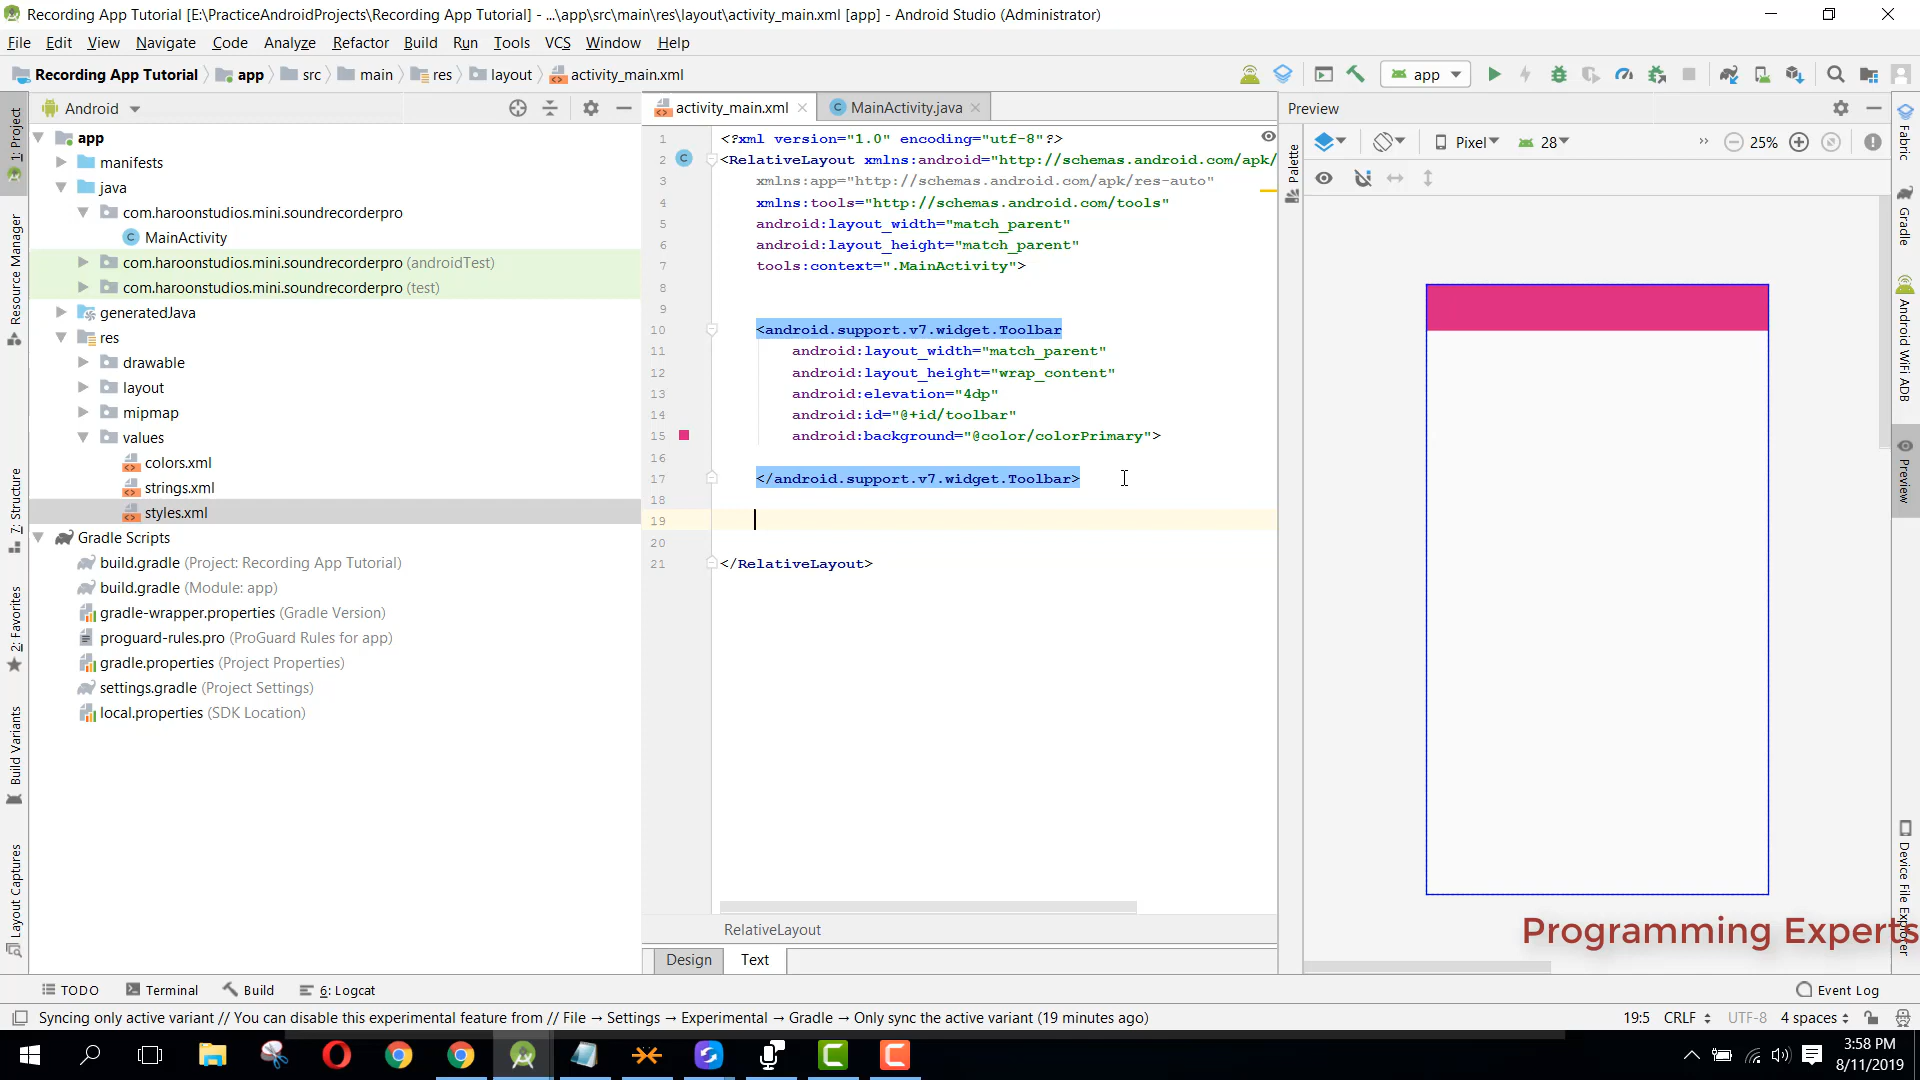 Recording App Tutorial [E:\PracticeAndroidProjects\Recording App Tutorial] - ...\app\src\main\res\layout\activity_main.xml [app] - Android Studio (Administrator)
File Edit View Navigate Code Analyze Refactor Build Run Tools VCS Window Help
Recording App Tutorial app src main res layout activity_main.xml app
Android
activity_main.xml MainActivity.java
Preview
1: Project
Resource Manager
7: Structure
2: Favorites
Build Variants
Layout Captures
app
manifests
java
com.haroonstudios.mini.soundrecorderpro
MainActivity
com.haroonstudios.mini.soundrecorderpro (androidTest)
com.haroonstudios.mini.soundrecorderpro (test)
generatedJava
res
drawable
layout
mipmap
values
colors.xml
strings.xml
styles.xml
Gradle Scripts
build.gradle (Project: Recording App Tutorial)
build.gradle (Module: app)
gradle-wrapper.properties (Gradle Version)
proguard-rules.pro (ProGuard Rules for app)
gradle.properties (Project Properties)
settings.gradle (Project Settings)
local.properties (SDK Location)
1 <?xml version="1.0" encoding="utf-8"?>
2 <RelativeLayout xmlns:android="http://schemas.android.com/apk/
3 xmlns:app="http://schemas.android.com/apk/res-auto"
4 xmlns:tools="http://schemas.android.com/tools"
5 android:layout_width="match_parent"
6 android:layout_height="match_parent"
7 tools:context=".MainActivity">
8
9
10 <android.support.v7.widget.Toolbar
11 android:layout_width="match_parent"
12 android:layout_height="wrap_content"
13 android:elevation="4dp"
14 android:id="@+id/toolbar"
15 android:background="@color/colorPrimary">
16
17 </android.support.v7.widget.Toolbar>
18
19
20
21 </RelativeLayout>
RelativeLayout
Design Text
Palette
Pixel 28 25%
Fabric
Gradle
Android WiFi ADB
Preview
Device File Explorer
Programming Experts
TODO Terminal Build 6: Logcat Event Log
Syncing only active variant // You can disable this experimental feature from // File → Settings → Experimental → Gradle → Only sync the active variant (19 minutes ago) 19:5 CRLF UTF-8 4 spaces
3:58 PM
8/11/2019